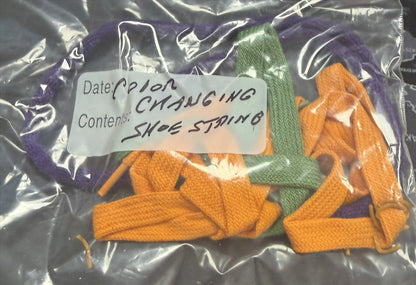 Date: COLOR
CHANGING
Contents: SHOE STRING